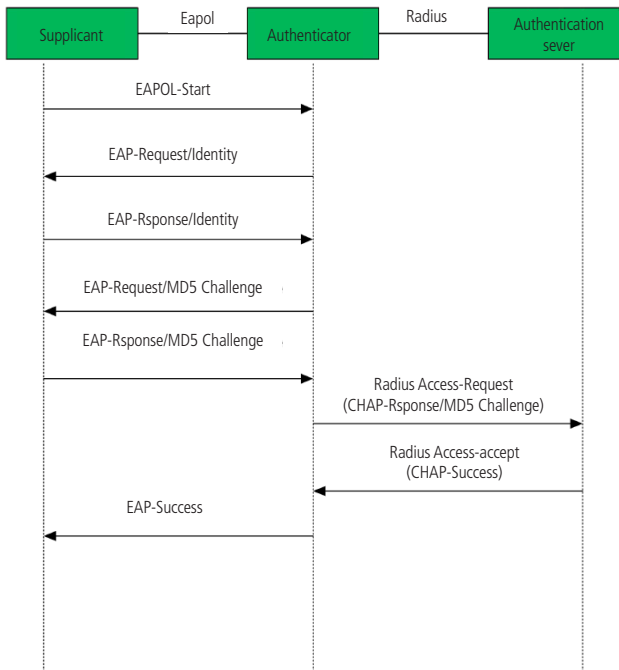 Eapol
Radius
Supplicant
Authenticator
Authentication
sever
EAPOL-Start
EAP-Request/Identity
EAP-Rsponse/Identity
EAP-Request/MD5 Challenge
EAP-Rsponse/MD5 Challenge
Radius Access-Request
(CHAP-Rsponse/MD5 Challenge)
Radius Access-accept
(CHAP-Success)
EAP-Success